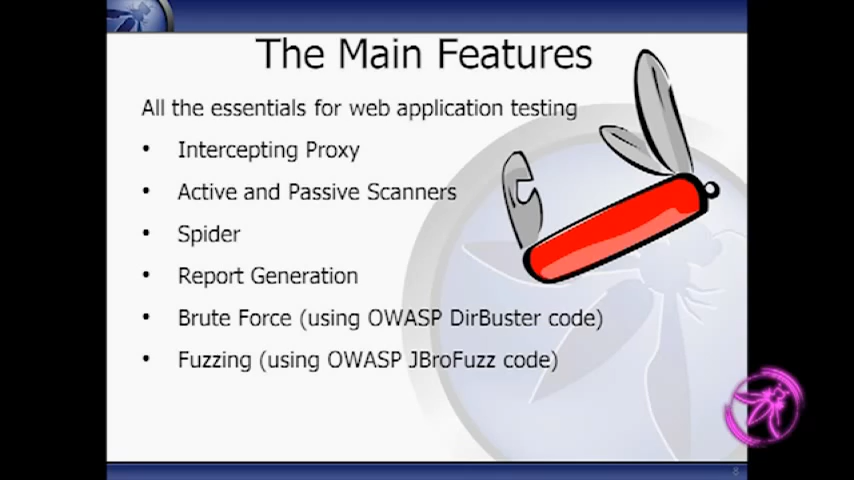 The Main Features
All the essentials for web application testing
• Intercepting Proxy
• Active and Passive Scanners
• Spider
• Report Generation
• Brute Force (using OWASP DirBuster code)
• Fuzzing (using OWASP JBroFuzz code)
8